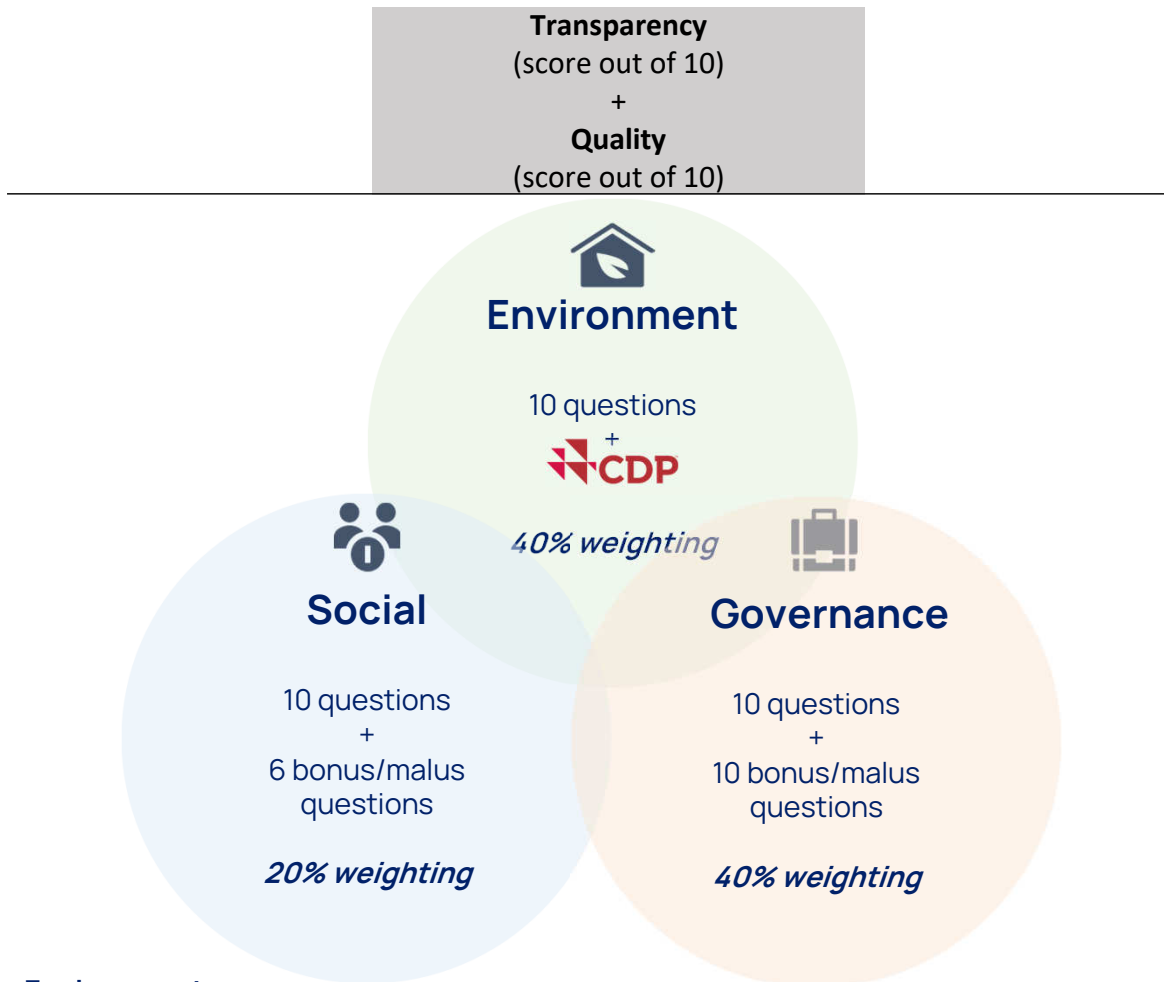 Transparency
(score out of 10)
+
Quality
(score out of 10)
Environment
10 questions
+
CDP
40% weighting
Social
10 questions
+
6 bonus/malus
questions
20% weighting
Governance
10 questions
+
10 bonus/malus
questions
40% weighting